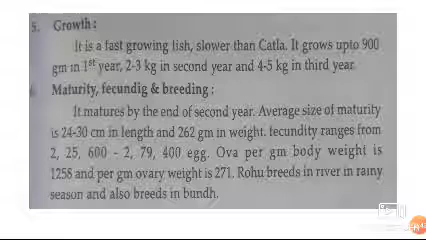 5. Growth :
It is a fast growing fish, slower than Catla. It grows upto 900
gm in 1st year, 2-3 kg in second year and 4-5 kg in third year
6. Maturity, fecundig & breeding :
It matures by the end of second year. Average size of maturity
is 24-30 cm in length and 262 gm in weight. fecundity ranges from
2, 25, 600 - 2, 79, 400 egg. Ova per gm body weight is
1258 and per gm ovary weight is 271. Rohu breeds in river in rainy
season and also breeds in bundh.